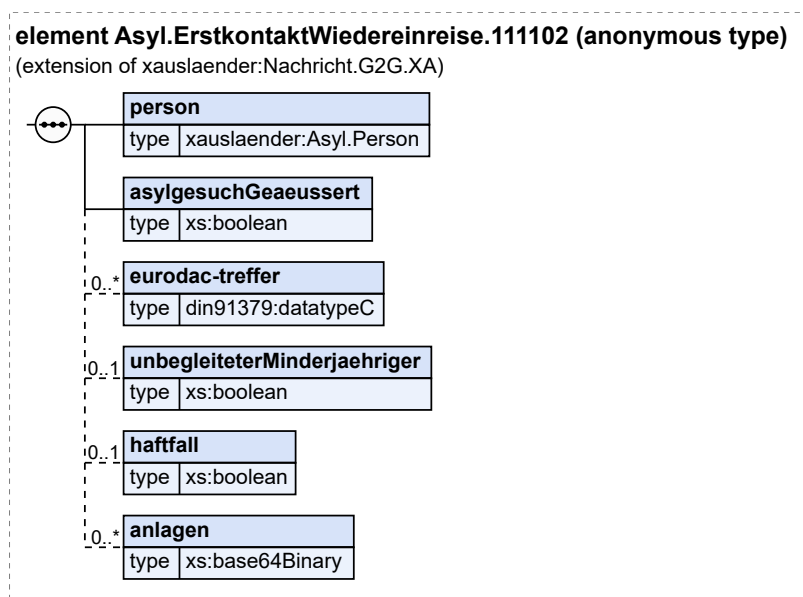 element Asyl.ErstkontaktWiedereinreise.111102 (anonymous type)
(extension of xauslaender:Nachricht.G2G.XA)
person
type xauslaender:Asyl.Person
asylgesuchGeaeussert
type xs:boolean
0..* eurodac-treffer
type din91379:datatypeC
0..1 unbegleiteterMinderjaehriger
type xs:boolean
0..1 haftfall
type xs:boolean
0..* anlagen
type xs:base64Binary